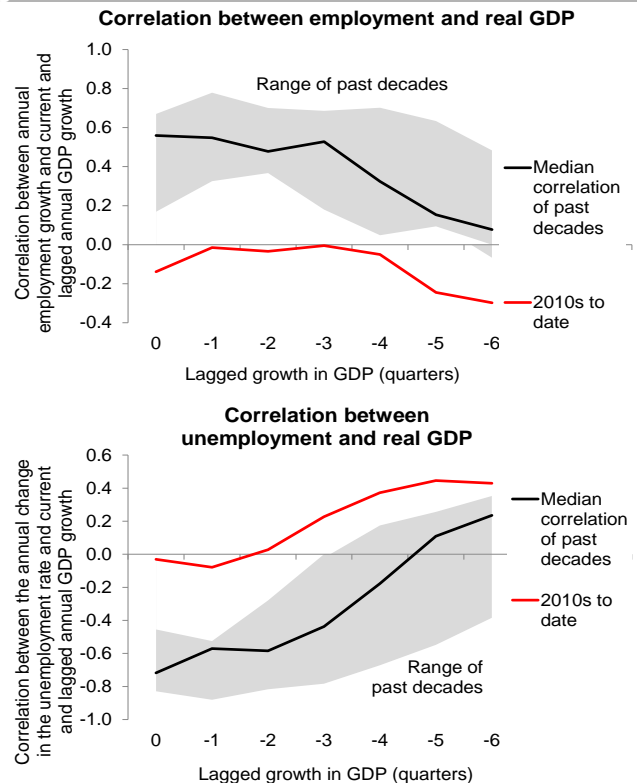 Correlation between employment and real GDP
Correlation between annual
employment growth and current and
lagged annual GDP growth
1.0
0.8
0.6
0.4
0.2
0.0
-0.2
-0.4
Range of past decades
Median
correlation
of past
decades
2010s to
date
0 -1 -2 -3 -4 -5 -6
Lagged growth in GDP (quarters)
Correlation between
unemployment and real GDP
Correlation between the annual change
in the unemployment rate and current
and lagged annual GDP growth
0.6
0.4
0.2
0.0
-0.2
-0.4
-0.6
-0.8
-1.0
Median
correlation
of past
decades
2010s to
date
Range of
past decades
0 -1 -2 -3 -4 -5 -6
Lagged growth in GDP (quarters)